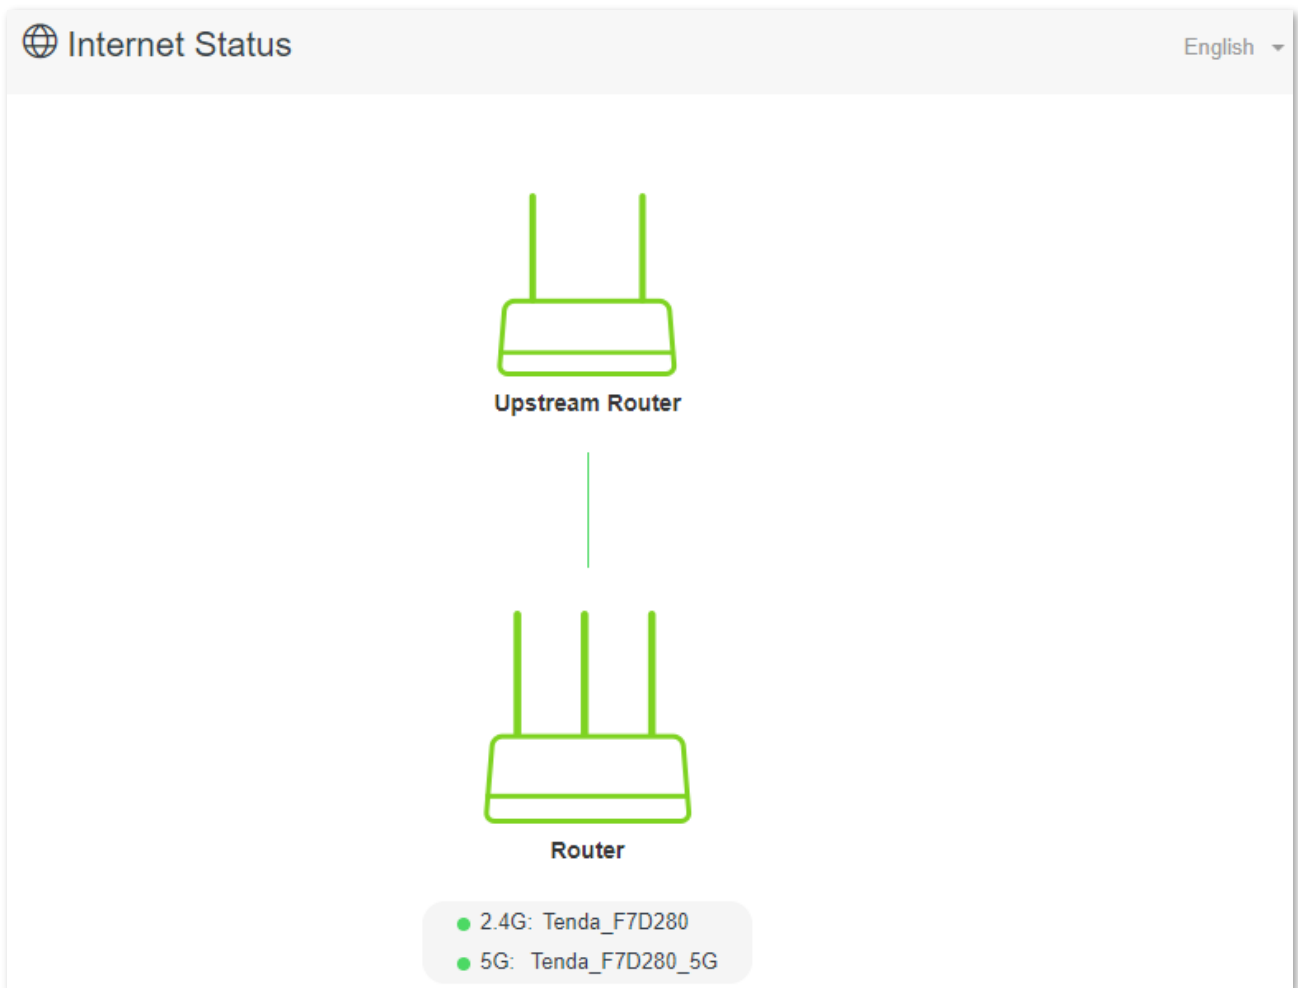 Internet Status
English
Upstream Router
Router
2.4G: Tenda_F7D280
5G: Tenda_F7D280_5G